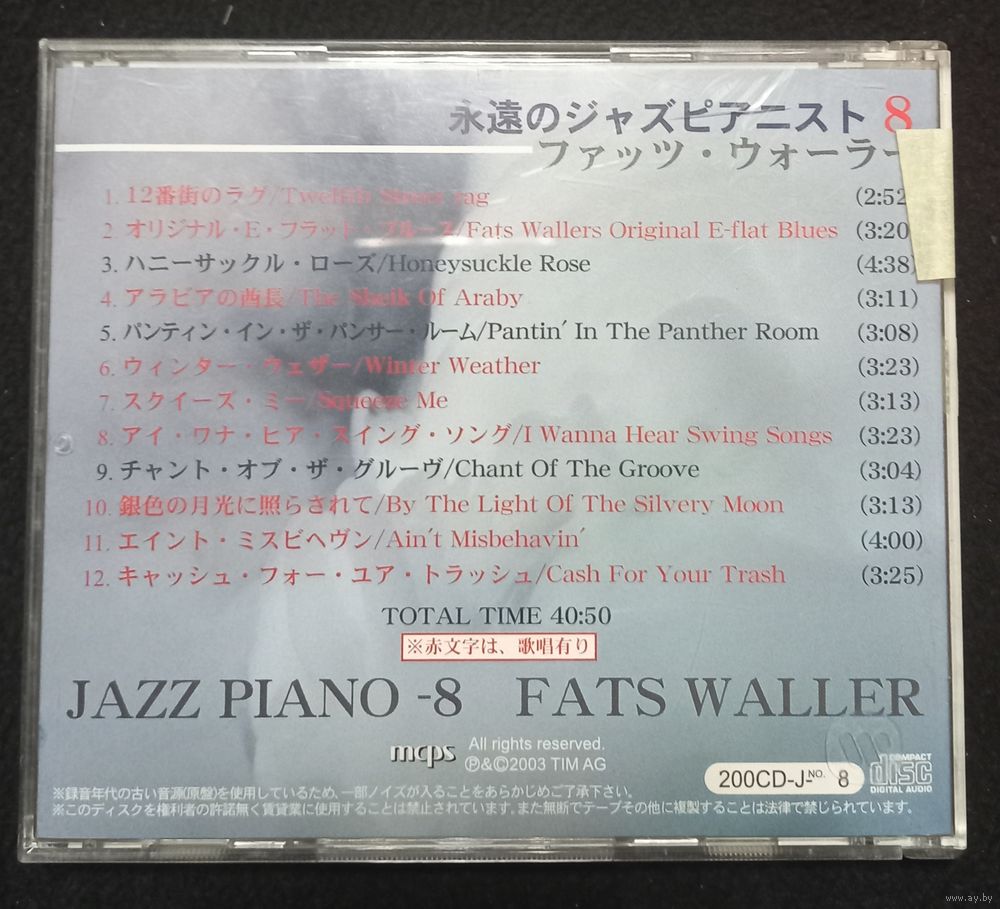 永遠のジャズピアニスト 8
ファッツ・ウォーラー
1. 12番街のラグ/Twelfth Street rag (2:52
2. オリジナル・E・フラット・ブルース/Fats Wallers Original E-flat Blues (3:20
3. ハニーサックル・ローズ/Honeysuckle Rose (4:38)
4. アラビアの酋長/The Sheik Of Araby (3:11)
5. パンティン・イン・ザ・パンサー・ルーム/Pantin´ In The Panther Room (3:08)
6. ウィンター・ウェザー/Winter Weather (3:23)
7. スクイーズ・ミー/Squeeze Me (3:13)
8. アイ・ワナ・ヒア・スイング・ソング/I Wanna Hear Swing Songs (3:23)
9. チャント・オブ・ザ・グルーヴ/Chant Of The Groove (3:04)
10. 銀色の月光に照らされて/By The Light Of The Silvery Moon (3:13)
11. エイント・ミスビヘヴン/Ain´t Misbehavin´ (4:00)
12. キャッシュ・フォー・ユア・トラッシュ/Cash For Your Trash (3:25)
TOTAL TIME 40:50
※赤文字は、歌唱有り
JAZZ PIANO -8 FATS WALLER
mcps All rights reserved.
℗&©2003 TIM AG
200CD-J-NO. 8
COMPACT disc DIGITAL AUDIO
※録音年代の古い音源(原盤)を使用しているため、一部ノイズが入ることをあらかじめご了承下さい。
※このディスクを権利者の許諾無く賃貸業に使用することは禁止されています。また無断でテープその他に複製することは法律で禁じられています。
www.ay.by